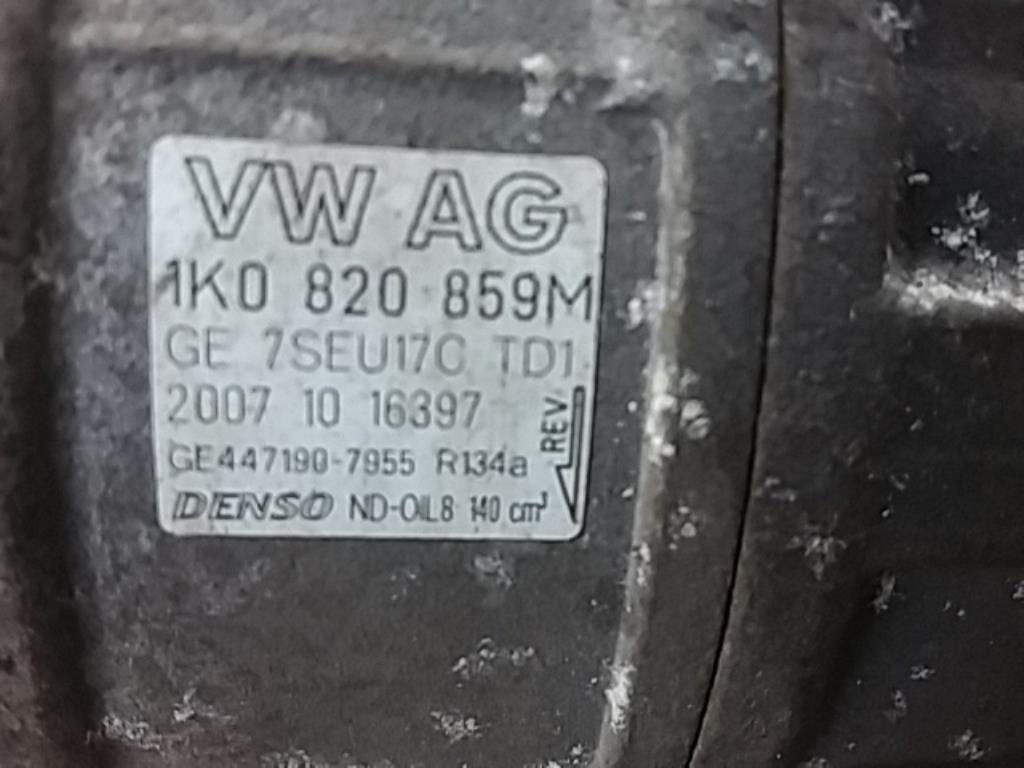 VW AG
1K0 820 859M
GE 7SEU17C TD1
2007 10 16397
REV
GE447190-7955 R134a
DENSO ND-OIL8 140 cm³